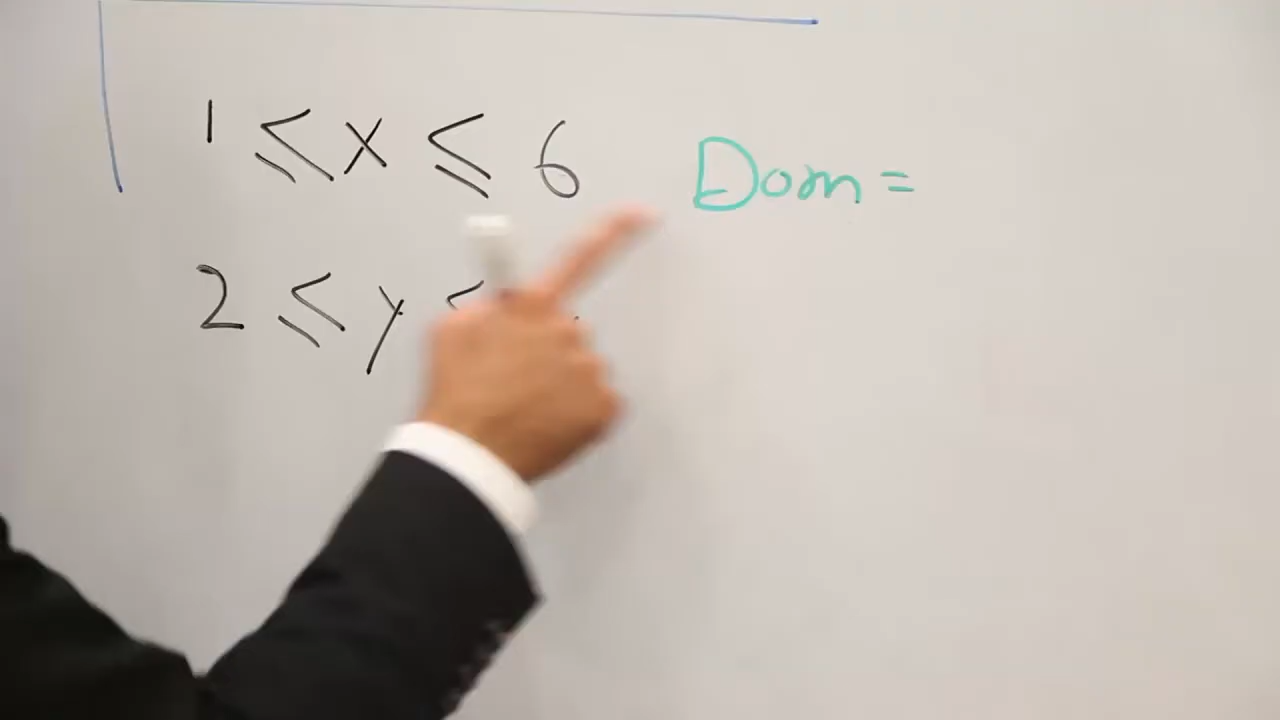 1 ≤ x ≤ 6 Dom =
2 ≤ y ≤